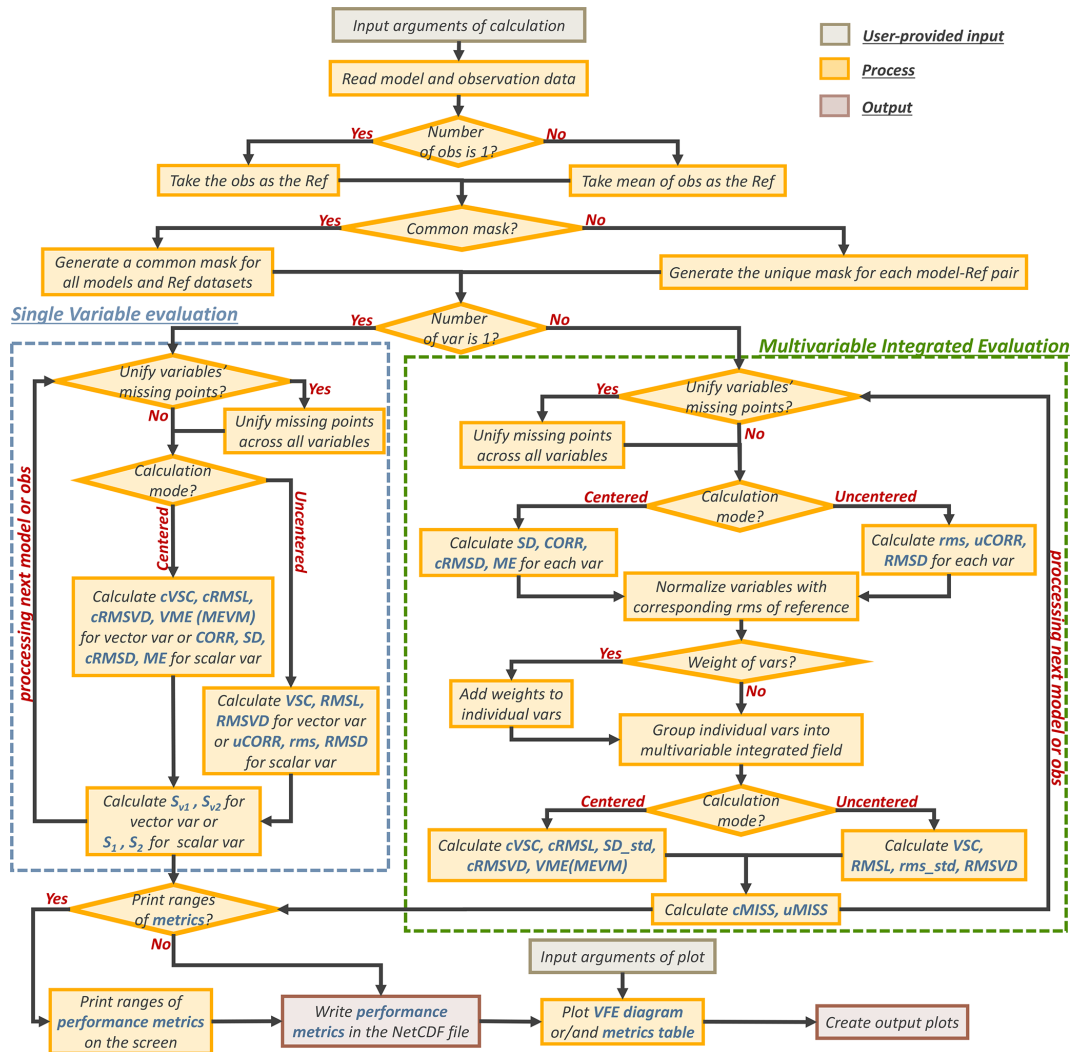 Input arguments of calculation
User-provided input
Process
Output
Read model and observation data
Number
of obs is 1?
Yes
No
Take the obs as the Ref
Take mean of obs as the Ref
Common mask?
Yes
No
Generate a common mask for
all models and Ref datasets
Generate the unique mask for each model-Ref pair
Number
of var is 1?
Yes
No
Single Variable evaluation
Unify variables'
missing points?
Yes
No
Unify missing points
across all variables
Calculation
mode?
Centered
Uncentered
proccessing next model or obs
Calculate cVSC, cRMSL,
cRMSVD, VME (MEVM)
for vector var or CORR, SD,
cRMSD, ME for scalar var
Calculate VSC, RMSL,
RMSVD for vector var
or uCORR, rms, RMSD
for scalar var
Calculate Sv1 , Sv2 for
vector var or
S1 , S2 for scalar var
Multivariable Integrated Evaluation
Unify variables'
missing points?
Yes
No
Unify missing points
across all variables
Calculation
mode?
Centered
Uncentered
Calculate SD, CORR,
cRMSD, ME for each var
Calculate rms, uCORR,
RMSD for each var
Normalize variables with
corresponding rms of reference
Weight of vars?
Yes
No
Add weights to
individual vars
Group individual vars into
multivariable integrated field
Calculation
mode?
Centered
Uncentered
Calculate cVSC, cRMSL, SD_std,
cRMSVD, VME(MEVM)
Calculate VSC,
RMSL, rms_std, RMSVD
Calculate cMISS, uMISS
proccessing next model or obs
Print ranges
of metrics?
Yes
No
Print ranges of
performance metrics
on the screen
Write performance
metrics in the NetCDF file
Input arguments of plot
Plot VFE diagram
or/and metrics table
Create output plots